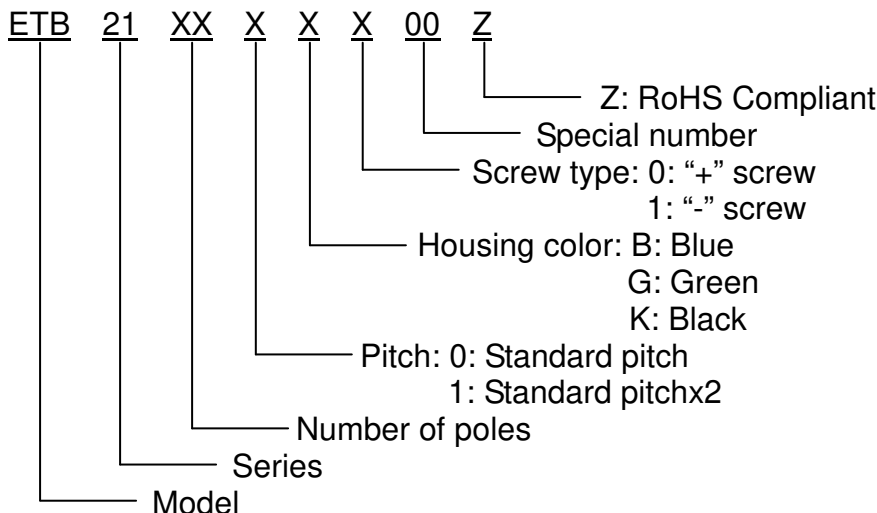 ETB 21 XX X X X 00 Z
Z: RoHS Compliant
Special number
Screw type: 0: “+” screw
1: “-” screw
Housing color: B: Blue
G: Green
K: Black
Pitch: 0: Standard pitch
1: Standard pitchx2
Number of poles
Series
Model